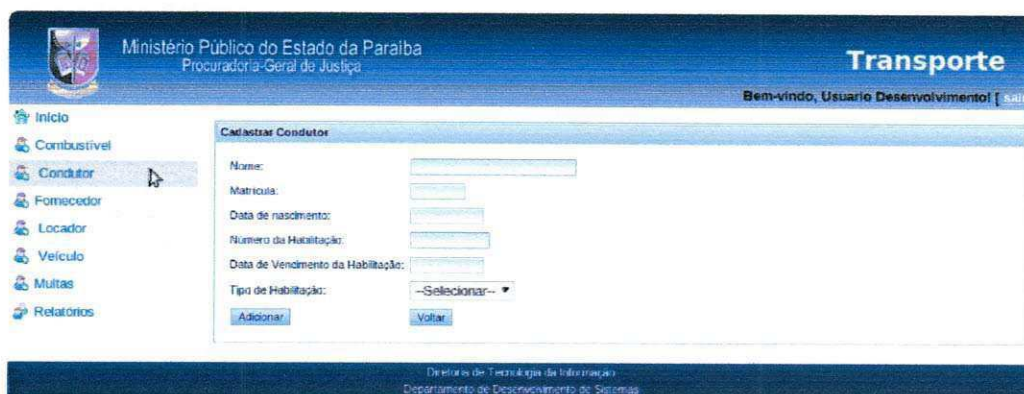 Ministério Público do Estado da Paraíba
Procuradoria-Geral de Justiça
Transporte
Bem-vindo, Usuario Desenvolvimento! [ sair
Início
Combustível
Condutor
Fornecedor
Locador
Veículo
Multas
Relatórios
Cadastrar Condutor
Nome:
Matrícula:
Data de nascimento:
Número da Habilitação:
Data de Vencimento da Habilitação:
Tipo de Habilitação:
--Selecionar--
Adicionar
Voltar
Diretoria de Tecnologia da Informação
Departamento de Desenvolvimento de Sistemas